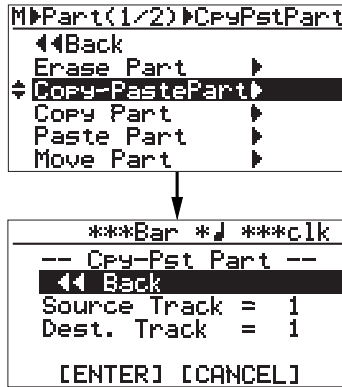 M▶Part(1/2)▶CpyPstPart
◀◀Back
Erase Part ▶
Copy-PastePart▶
Copy Part ▶
Paste Part ▶
Move Part ▶
***Bar *♩ ***clk
-- Cpy-Pst Part --
◀◀ Back
Source Track = 1
Dest. Track = 1
[ENTER] [CANCEL]